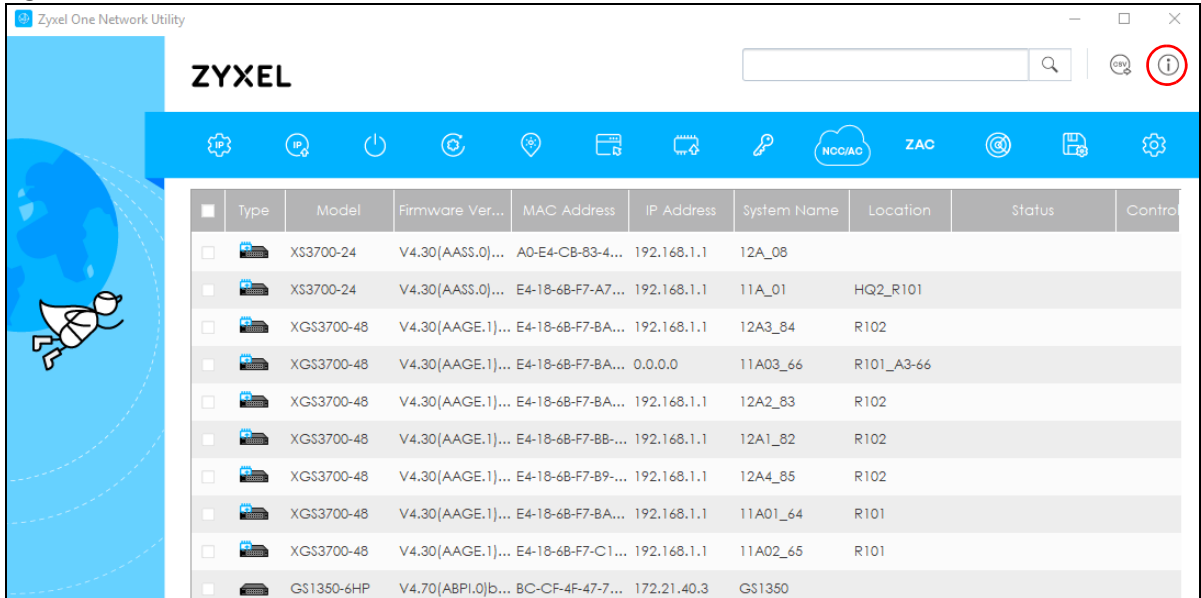 Zyxel One Network Utility
ZYXEL
CSV
IP IP NCC/AC ZAC
Type Model Firmware Ver... MAC Address IP Address System Name Location Status Control
XS3700-24 V4.30(AASS.0)... A0-E4-CB-83-4... 192.168.1.1 12A_08
XS3700-24 V4.30(AASS.0)... E4-18-6B-F7-A7... 192.168.1.1 11A_01 HQ2_R101
XGS3700-48 V4.30(AAGE.1)... E4-18-6B-F7-BA... 192.168.1.1 12A3_84 R102
XGS3700-48 V4.30(AAGE.1)... E4-18-6B-F7-BA... 0.0.0.0 11A03_66 R101_A3-66
XGS3700-48 V4.30(AAGE.1)... E4-18-6B-F7-BA... 192.168.1.1 12A2_83 R102
XGS3700-48 V4.30(AAGE.1)... E4-18-6B-F7-BB-... 192.168.1.1 12A1_82 R102
XGS3700-48 V4.30(AAGE.1)... E4-18-6B-F7-B9-... 192.168.1.1 12A4_85 R102
XGS3700-48 V4.30(AAGE.1)... E4-18-6B-F7-BA... 192.168.1.1 11A01_64 R101
XGS3700-48 V4.30(AAGE.1)... E4-18-6B-F7-C1... 192.168.1.1 11A02_65 R101
GS1350-6HP V4.70(ABPI.0)b... BC-CF-4F-47-7... 172.21.40.3 GS1350